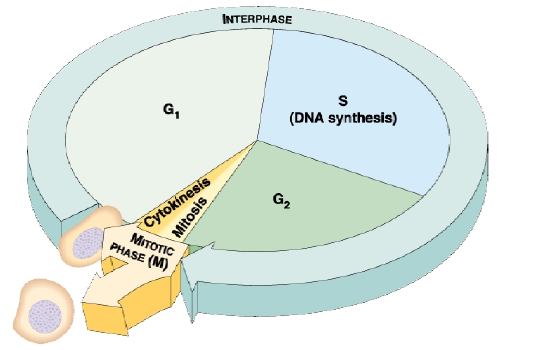 INTERPHASE
G1
S
(DNA synthesis)
Cytokinesis
Mitosis
G2
MITOTIC
PHASE (M)